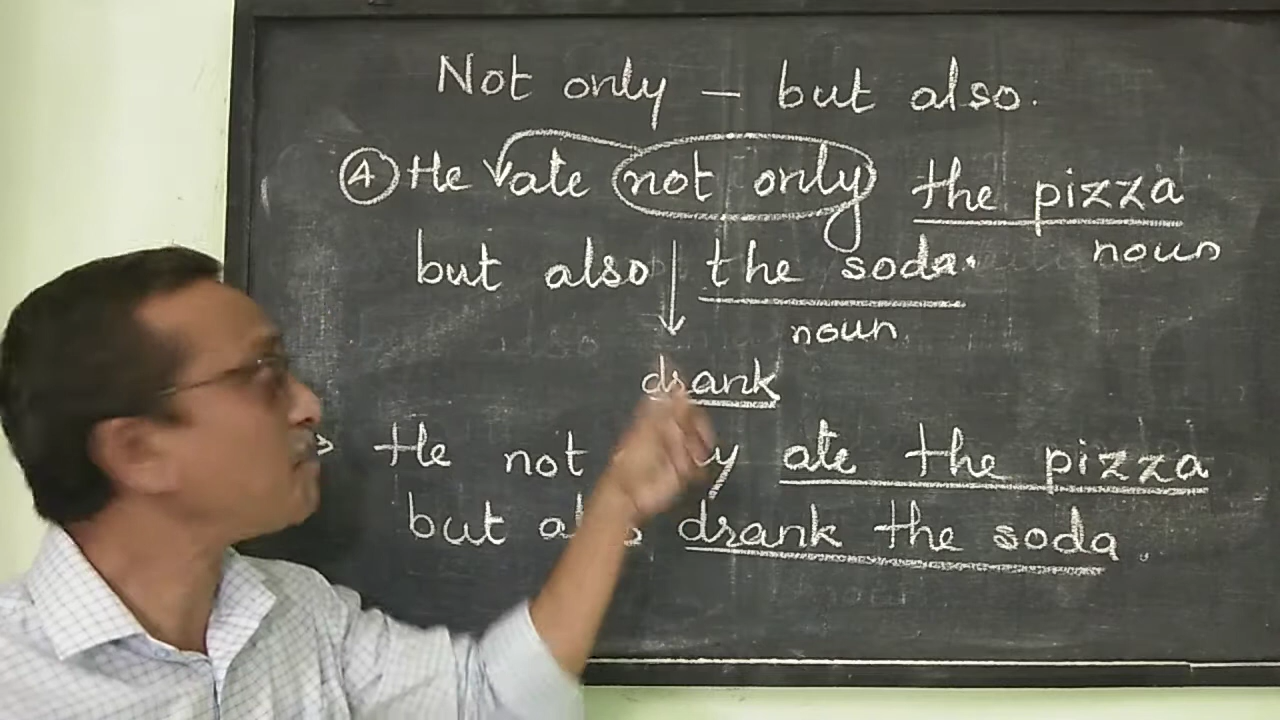 Not only – but also.
④ He ate not only the pizza
noun
but also the soda.
noun
drank
He not ate the pizza
but drank the soda.